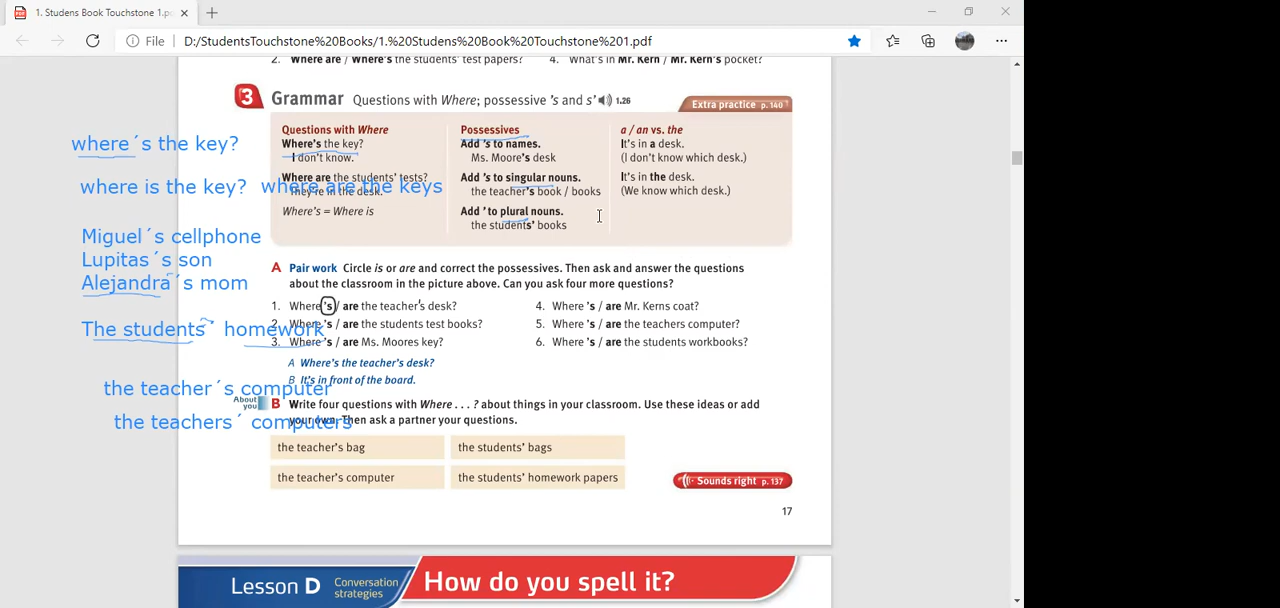 1. Studens Book Touchstone 1.p
File D:/StudentsTouchstone%20Books/1.%20Studens%20Book%20Touchstone%201.pdf
2. Where are / Where's the students' test papers? 4. What's in Mr. Kern / Mr. Kern's pocket?
3 Grammar Questions with Where; possessive 's and s' 1.26
Extra practice p. 140
Questions with Where
Where's the key?
I don't know.
Where are the students' tests?
They're in the desk.
Where's = Where is
Possessives
Add 's to names.
Ms. Moore's desk
Add 's to singular nouns.
the teacher's book / books
Add ' to plural nouns.
the students' books
a / an vs. the
It's in a desk.
(I don't know which desk.)
It's in the desk.
(We know which desk.)
where´s the key?
where is the key? where are the keys
Miguel´s cellphone
Lupitas´s son
Alejandra´s mom
The students´ homework
the teacher´s computer
the teachers´ computers
A Pair work Circle is or are and correct the possessives. Then ask and answer the questions
about the classroom in the picture above. Can you ask four more questions?
1. Where 's / are the teacher's desk?
2. Where 's / are the students test books?
3. Where 's / are Ms. Moores key?
4. Where 's / are Mr. Kerns coat?
5. Where 's / are the teachers computer?
6. Where 's / are the students workbooks?
A Where's the teacher's desk?
B It's in front of the board.
About you
B Write four questions with Where . . . ? about things in your classroom. Use these ideas or add
your own. Then ask a partner your questions.
the teacher's bag the students' bags
the teacher's computer the students' homework papers
Sounds right p. 137
17
Lesson D Conversation strategies
How do you spell it?